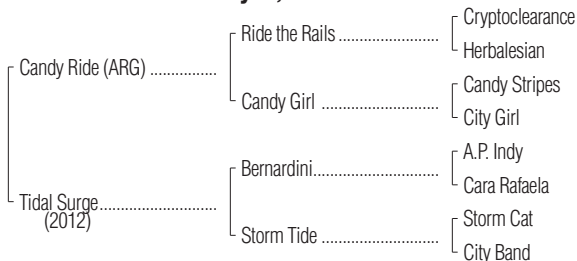 Cryptoclearance
Ride the Rails
Herbalesian
Candy Ride (ARG)
Candy Stripes
Candy Girl
City Girl
A.P. Indy
Bernardini
Cara Rafaela
Tidal Surge
(2012)
Storm Cat
Storm Tide
City Band